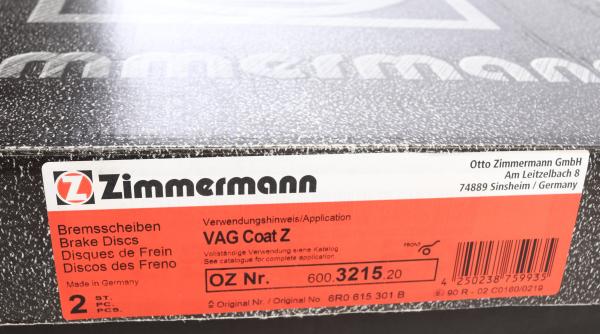 Zimmermann
Zimmermann
Otto Zimmermann GmbH
Am Leitzelbach 8
74889 Sinsheim / Germany
Bremsscheiben
Brake Discs
Disques de Frein
Discos del Freno
Made in Germany
2 ST.
PC.
PCS.
Verwendungshinweis/Application
VAG Coat Z
Vollständige Verwendung siehe Katalog
See catalogue for complete application
FRONT
OZ Nr. 600.3215.20
Original Nr. / Original No 6R0 615 301 B
4 250238 759935
90 R - 02 C0160/0219